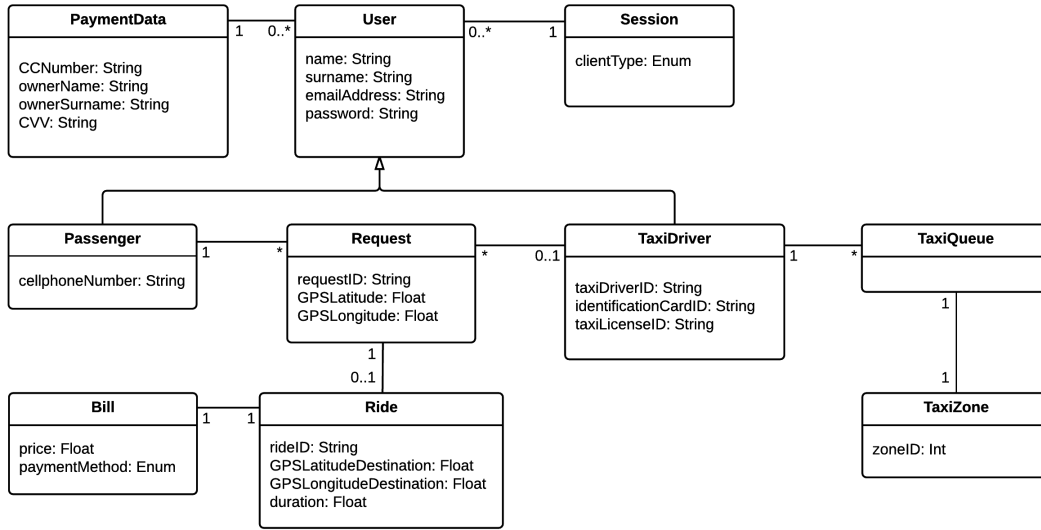 PaymentData
CCNumber: String
ownerName: String
ownerSurname: String
CVV: String
1
0..*
User
name: String
surname: String
emailAddress: String
password: String
0..*
1
Session
clientType: Enum
Passenger
cellphoneNumber: String
1
*
Request
requestID: String
GPSLatitude: Float
GPSLongitude: Float
*
0..1
TaxiDriver
taxiDriverID: String
identificationCardID: String
taxiLicenseID: String
1
*
TaxiQueue
1
1
1
0..1
Bill
price: Float
paymentMethod: Enum
1
1
Ride
rideID: String
GPSLatitudeDestination: Float
GPSLongitudeDestination: Float
duration: Float
TaxiZone
zoneID: Int